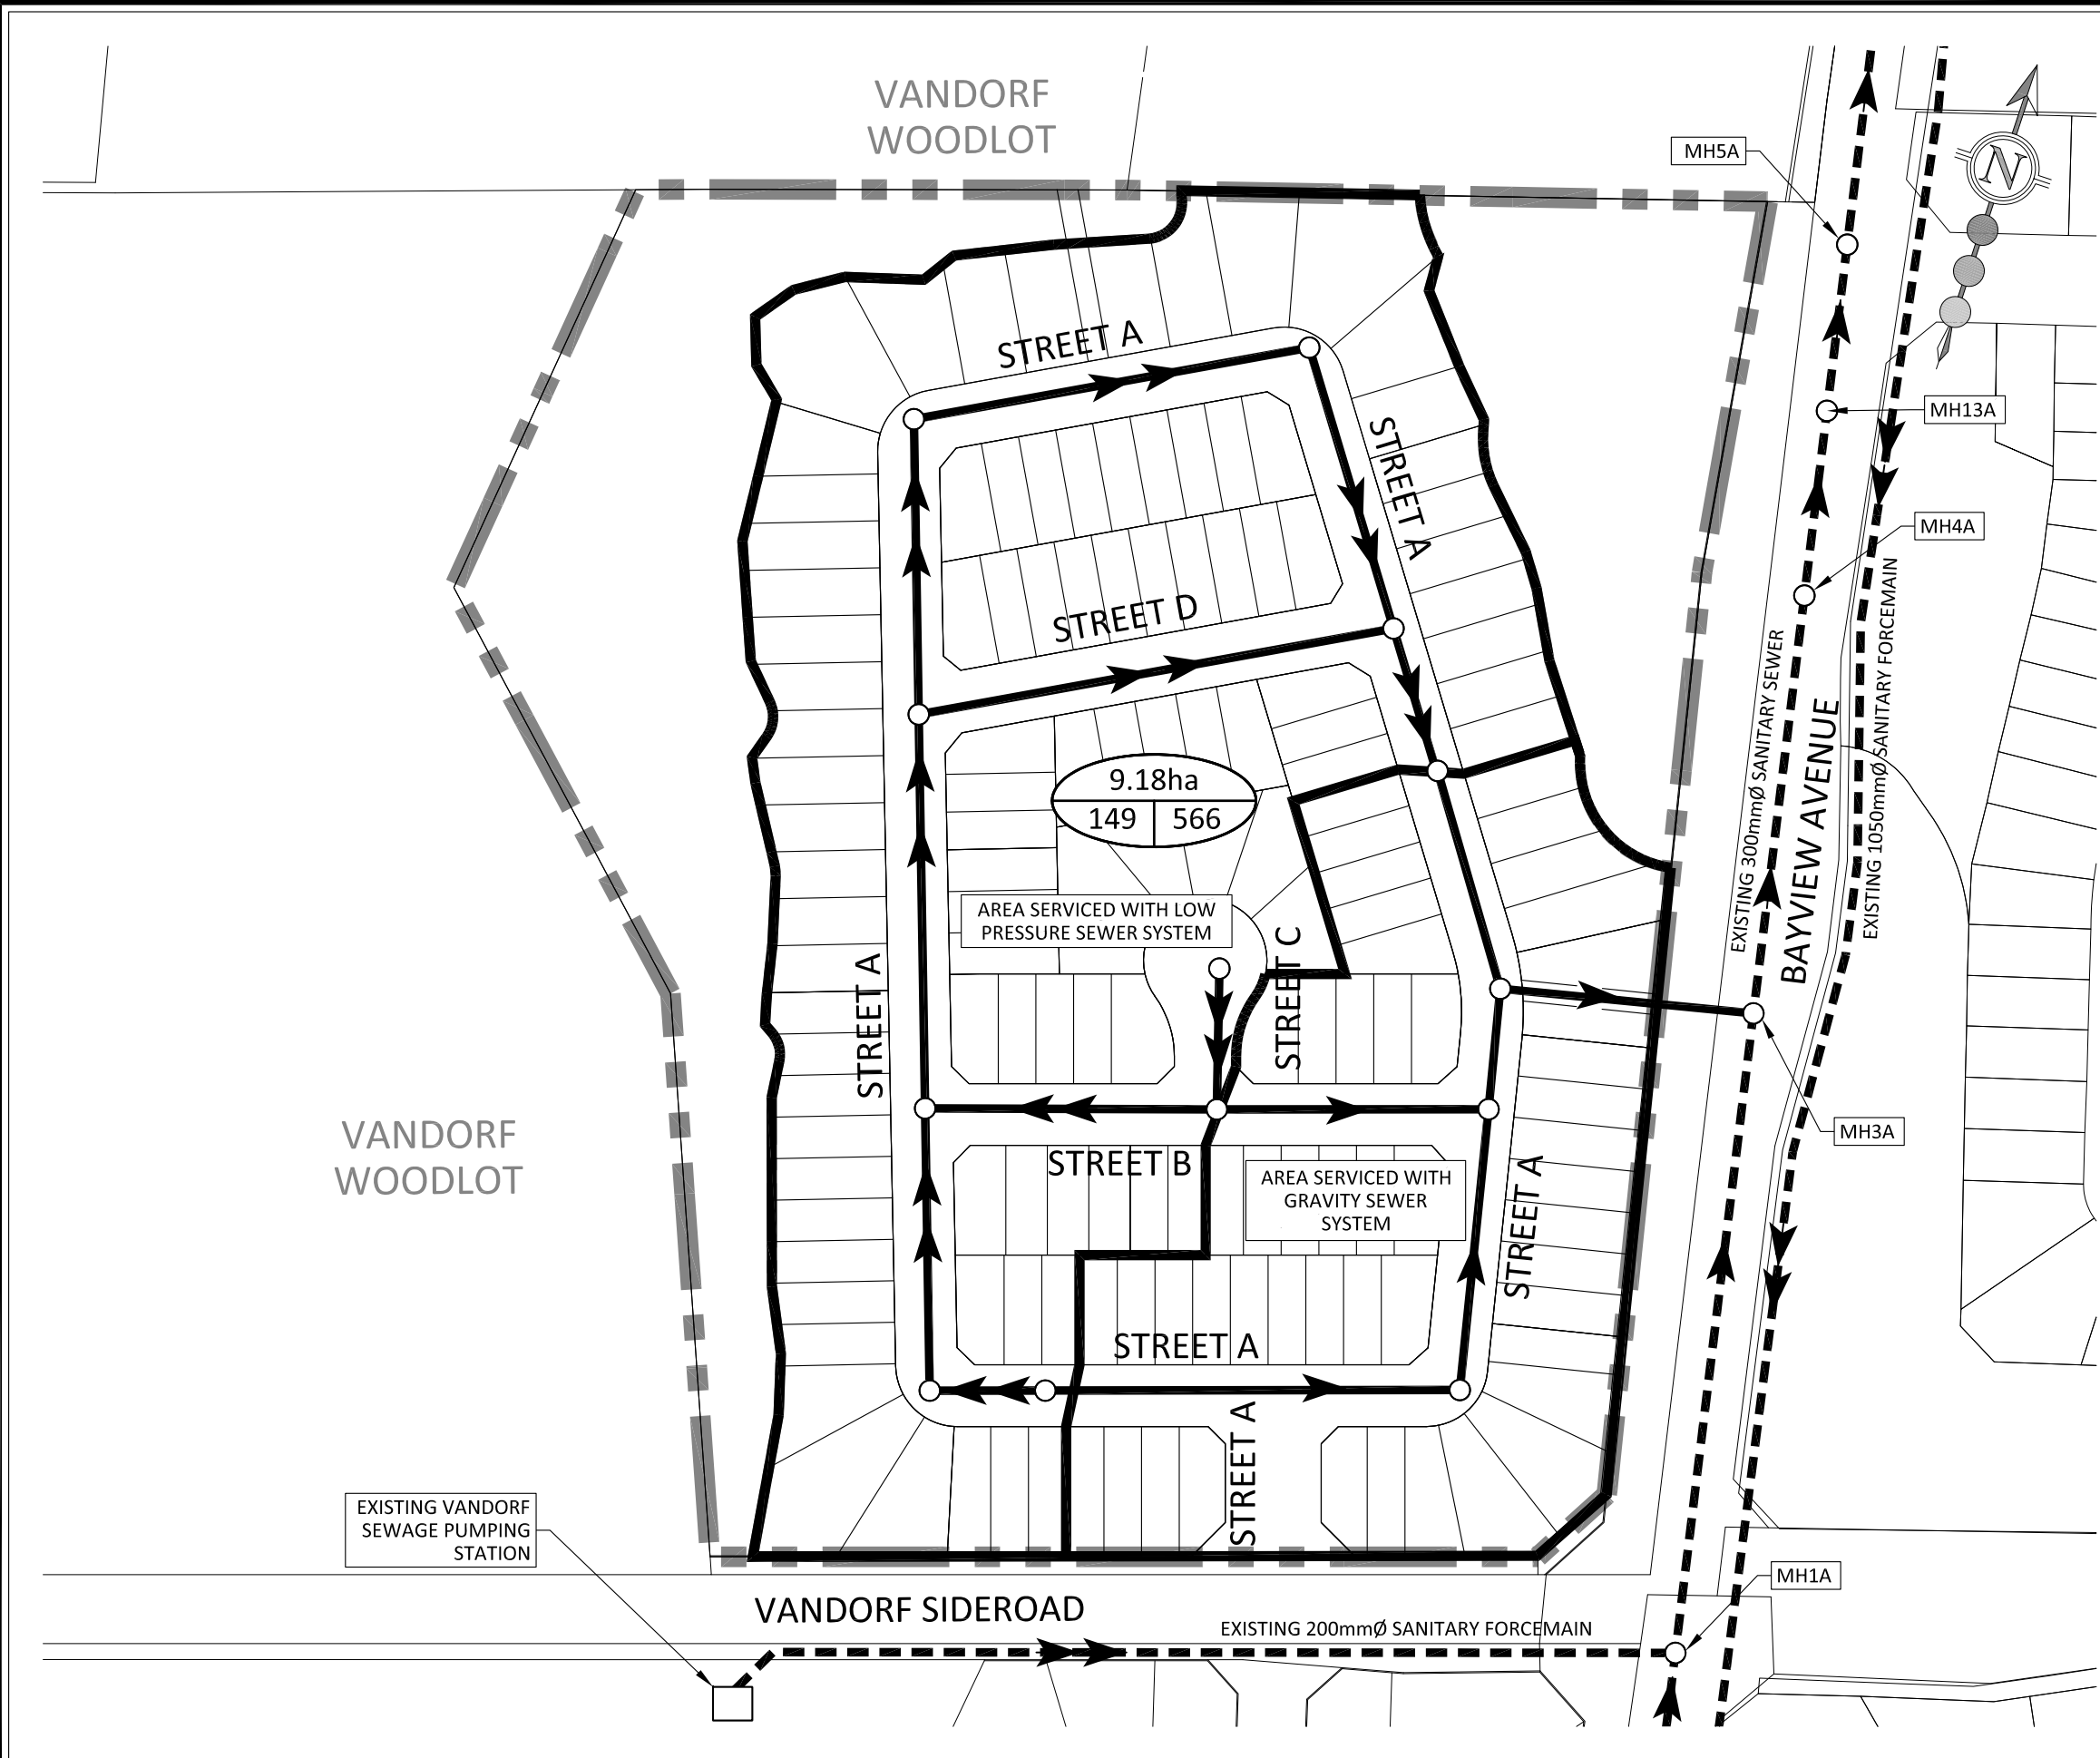 VANDORF
WOODLOT
MH5A
N
STREET A
MH13A
STREET A
MH4A
STREET D
EXISTING 300mmØ SANITARY SEWER
BAYVIEW AVENUE
EXISTING 1050mmØ SANITARY FORCEMAIN
9.18ha
149 566
AREA SERVICED WITH LOW
PRESSURE SEWER SYSTEM
STREET C
STREET A
VANDORF
WOODLOT
MH3A
STREET B
AREA SERVICED WITH
GRAVITY SEWER
SYSTEM
STREET A
STREET A
STREET A
EXISTING VANDORF
SEWAGE PUMPING
STATION
MH1A
VANDORF SIDEROAD
EXISTING 200mmØ SANITARY FORCEMAIN